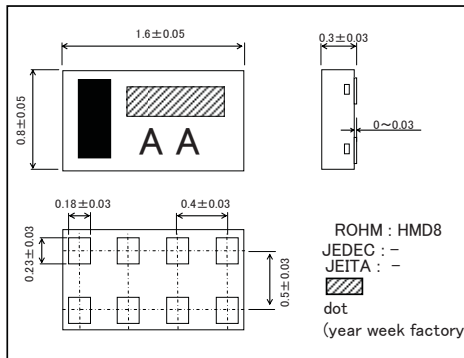 1.6±0.05
0.3±0.03
0.8±0.05
0～0.03
A A
0.18±0.03
0.4±0.03
0.23±0.03
0.5±0.03
ROHM : HMD8
JEDEC : -
JEITA : -
dot
(year week factory